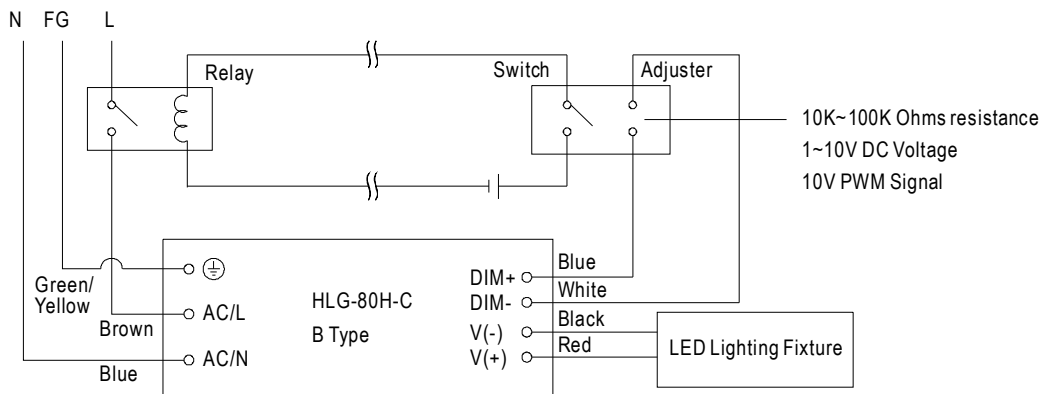 N FG L
Relay
Switch
Adjuster
10K~100K Ohms resistance
1~10V DC Voltage
10V PWM Signal
Green/
Yellow
Brown
Blue
AC/L
AC/N
HLG-80H-C
B Type
DIM+
DIM-
V(-)
V(+)
Blue
White
Black
Red
LED Lighting Fixture